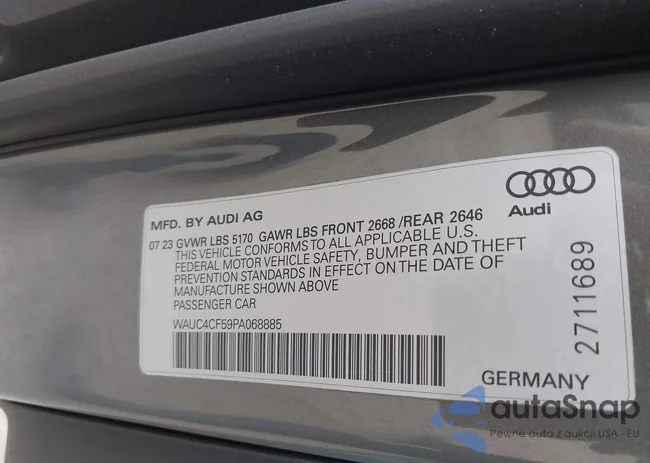 MFD. BY AUDI AG
07 23 GVWR LBS 5170 GAWR LBS FRONT 2668 /REAR 2646
THIS VEHICLE CONFORMS TO ALL APPLICABLE U.S.
FEDERAL MOTOR VEHICLE SAFETY, BUMPER AND THEFT
PREVENTION STANDARDS IN EFFECT ON THE DATE OF
MANUFACTURE SHOWN ABOVE
PASSENGER CAR
WAUC4CF59PA068885
Audi
2711689
GERMANY
autaSnap
Pewne auta z aukcji USA · EU